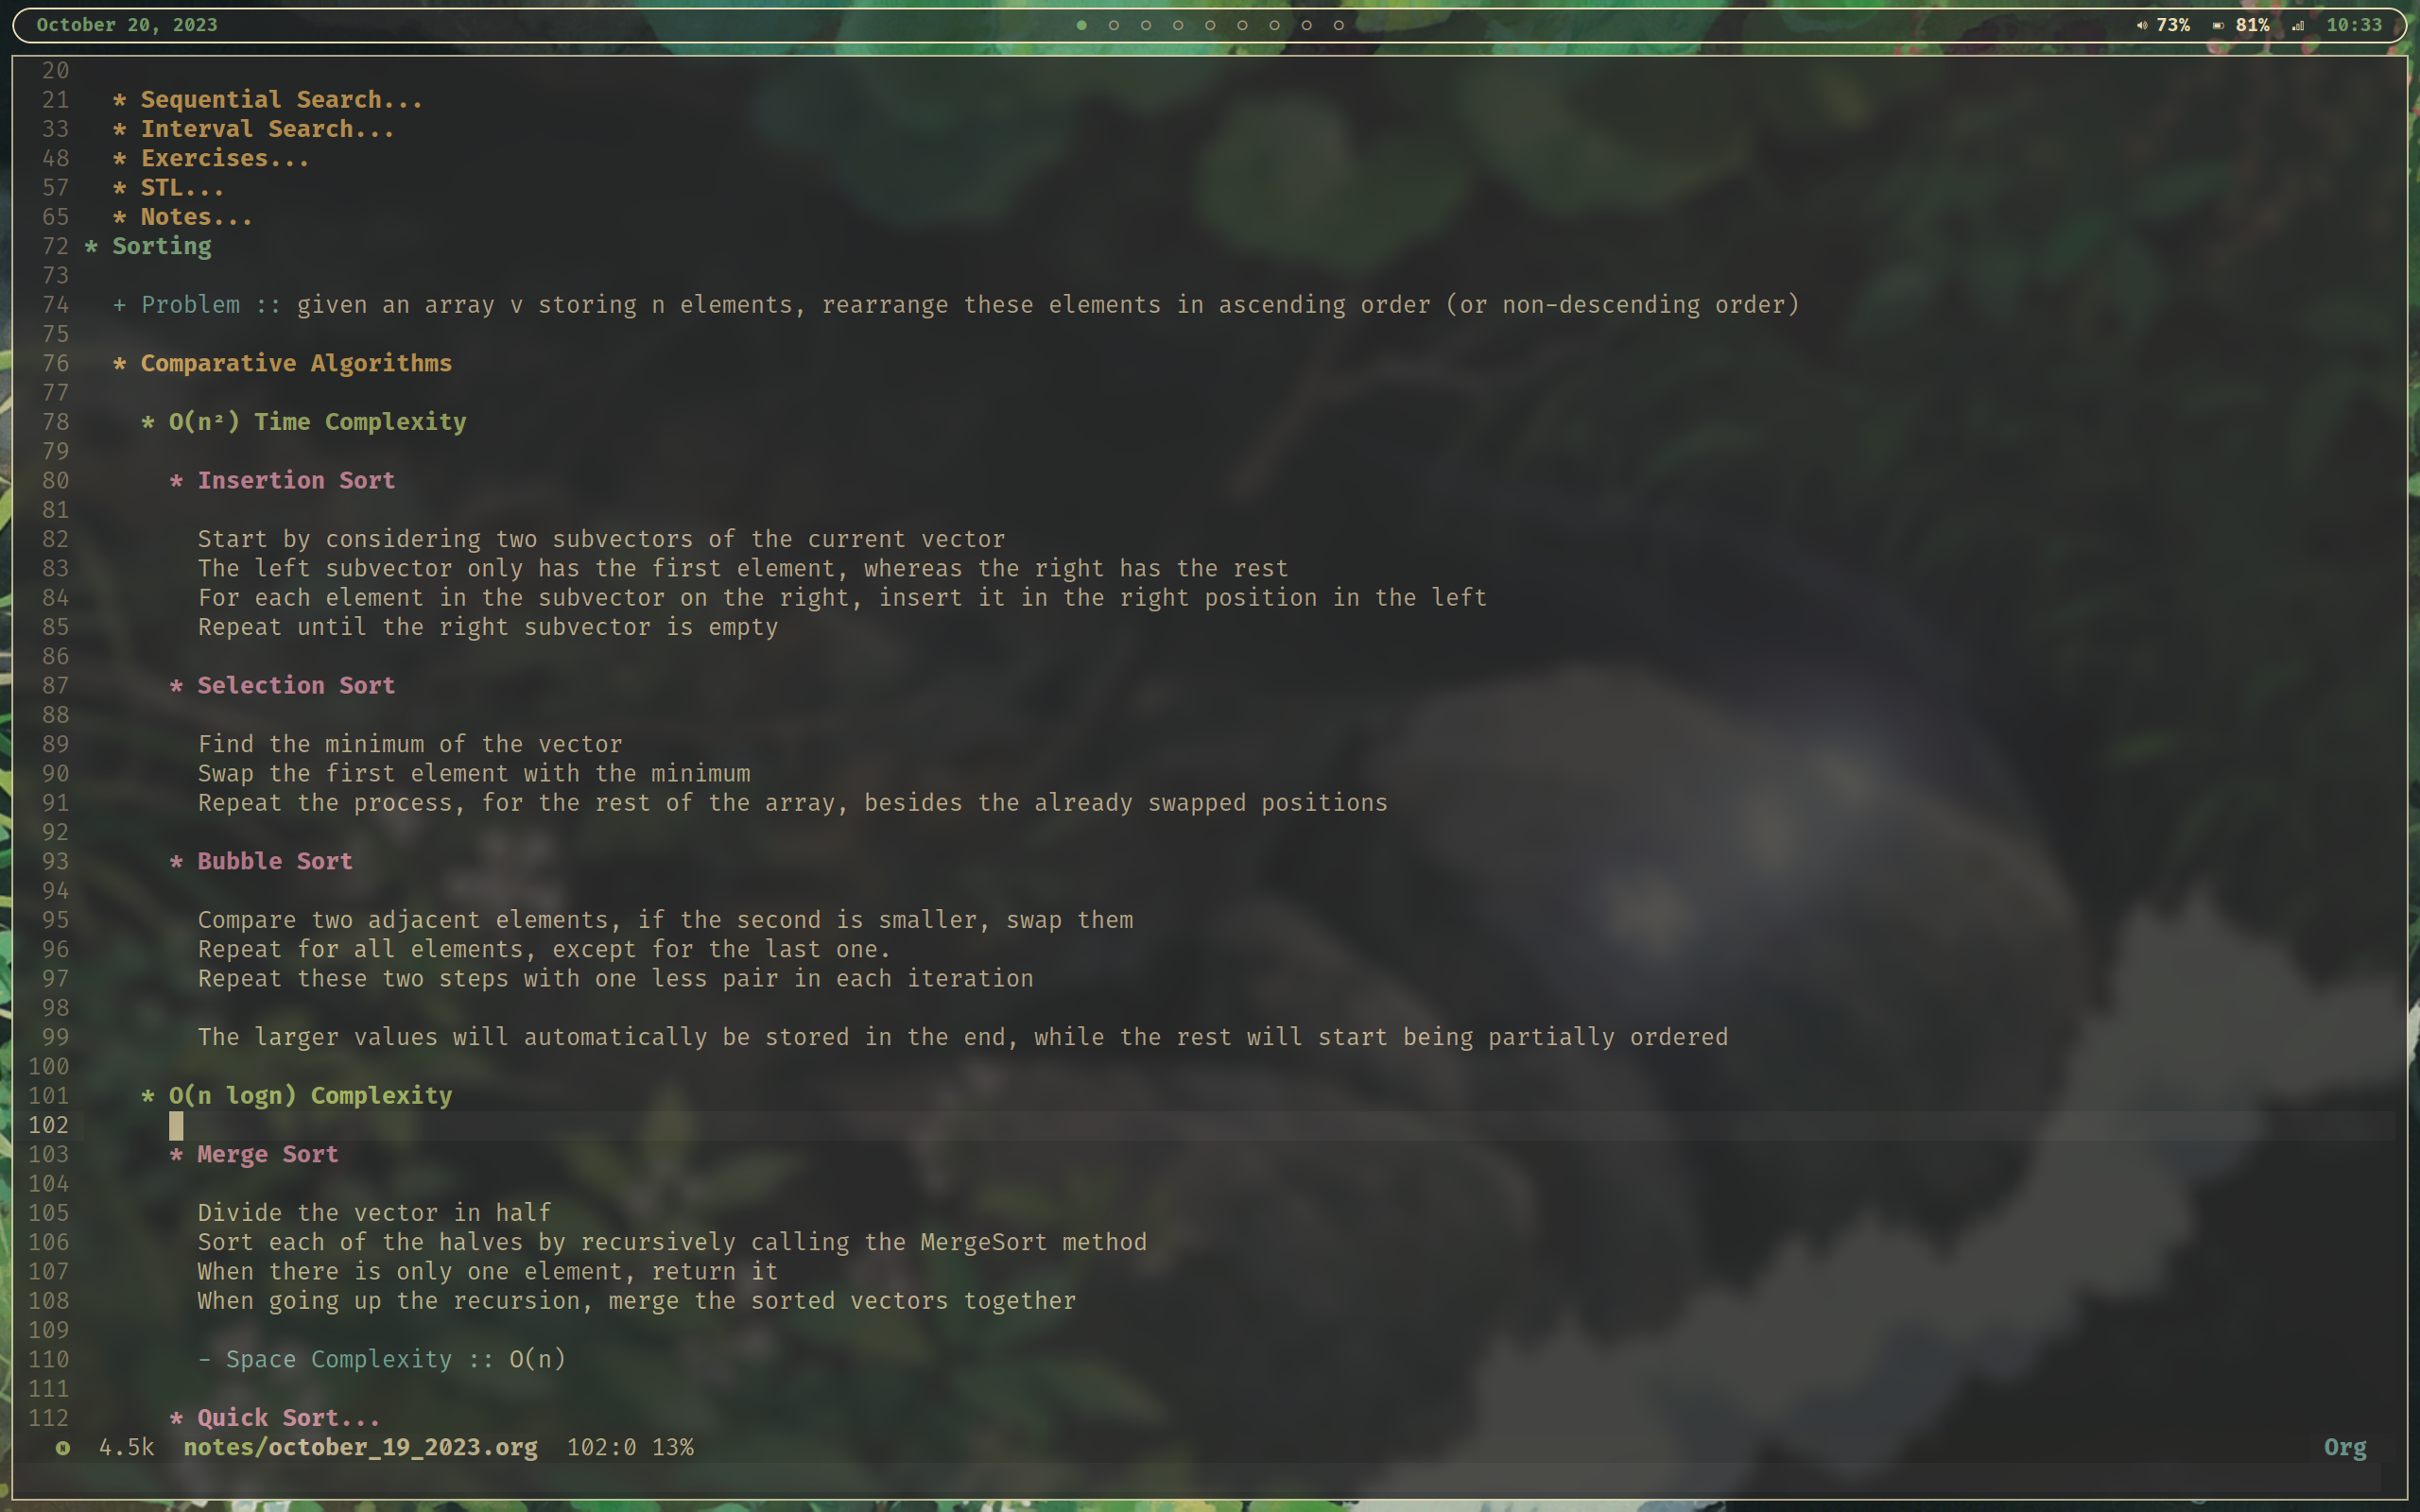 October 20, 2023 73% 81% 10:33
20
21 * Sequential Search...
33 * Interval Search...
48 * Exercises...
57 * STL...
65 * Notes...
72 * Sorting
73
74 + Problem :: given an array v storing n elements, rearrange these elements in ascending order (or non-descending order)
75
76 * Comparative Algorithms
77
78 * O(n²) Time Complexity
79
80 * Insertion Sort
81
82 Start by considering two subvectors of the current vector
83 The left subvector only has the first element, whereas the right has the rest
84 For each element in the subvector on the right, insert it in the right position in the left
85 Repeat until the right subvector is empty
86
87 * Selection Sort
88
89 Find the minimum of the vector
90 Swap the first element with the minimum
91 Repeat the process, for the rest of the array, besides the already swapped positions
92
93 * Bubble Sort
94
95 Compare two adjacent elements, if the second is smaller, swap them
96 Repeat for all elements, except for the last one.
97 Repeat these two steps with one less pair in each iteration
98
99 The larger values will automatically be stored in the end, while the rest will start being partially ordered
100
101 * O(n logn) Complexity
102
103 * Merge Sort
104
105 Divide the vector in half
106 Sort each of the halves by recursively calling the MergeSort method
107 When there is only one element, return it
108 When going up the recursion, merge the sorted vectors together
109
110 - Space Complexity :: O(n)
111
112 * Quick Sort...
N 4.5k notes/october_19_2023.org 102:0 13% Org